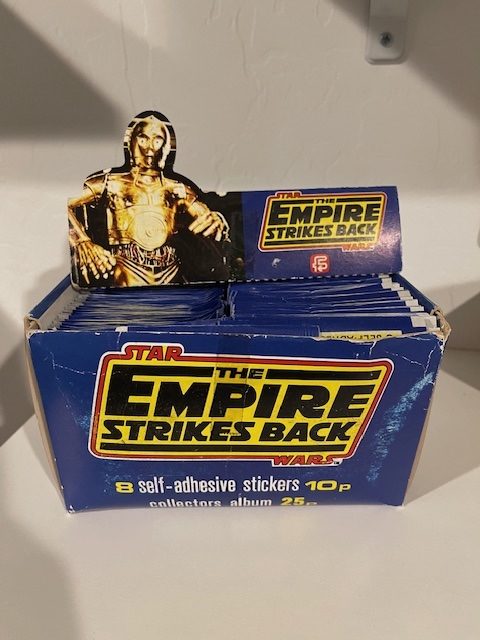 STAR
THE
EMPIRE
STRIKES BACK
WARS
STAR
THE
EMPIRE
STRIKES BACK
WARS™
8 self-adhesive stickers 10p
collectors album 25p